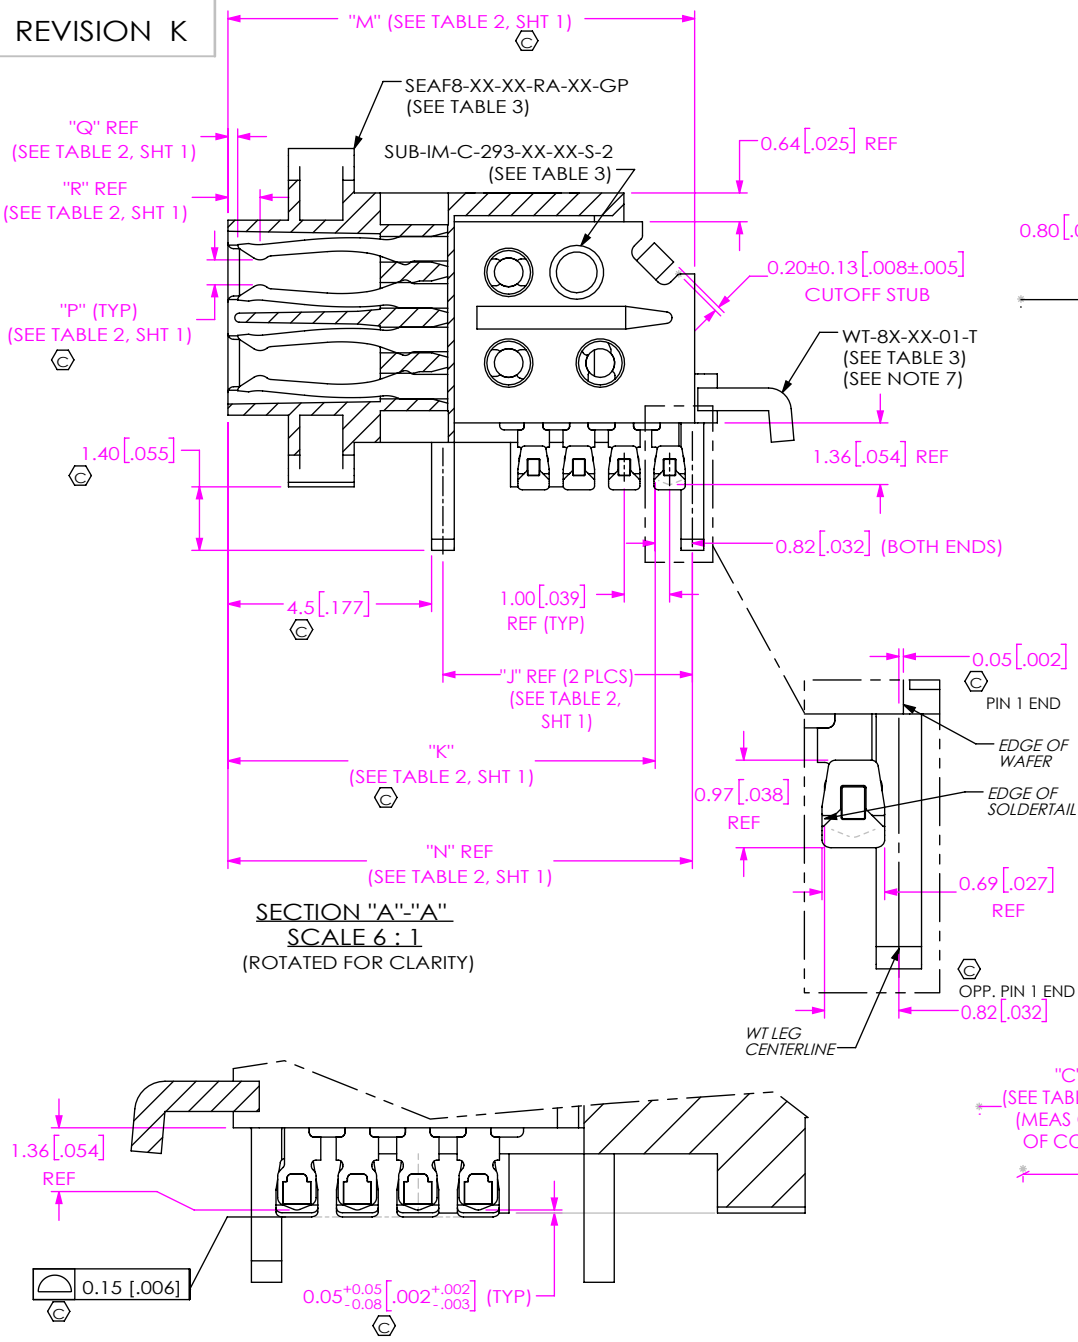 REVISION K
"M" (SEE TABLE 2, SHT 1)
C
SEAF8-XX-XX-RA-XX-GP
(SEE TABLE 3)
"Q" REF
(SEE TABLE 2, SHT 1)
SUB-IM-C-293-XX-XX-S-2
(SEE TABLE 3)
0.64[.025] REF
"R" REF
(SEE TABLE 2, SHT 1)
0.80[.0
0.20±0.13[.008±.005]
CUTOFF STUB
"P" (TYP)
(SEE TABLE 2, SHT 1)
C
WT-8X-XX-01-T
(SEE TABLE 3)
(SEE NOTE 7)
1.40[.055]
C
1.36[.054] REF
0.82[.032] (BOTH ENDS)
4.5[.177]
C
1.00[.039]
REF (TYP)
"J" REF (2 PLCS)
(SEE TABLE 2,
SHT 1)
0.05[.002]
C
PIN 1 END
"K"
(SEE TABLE 2, SHT 1)
C
EDGE OF
WAFER
0.97[.038]
REF
EDGE OF
SOLDERTAIL
"N" REF
(SEE TABLE 2, SHT 1)
0.69[.027]
REF
SECTION "A"-"A"
SCALE 6 : 1
(ROTATED FOR CLARITY)
C
OPP. PIN 1 END
0.82[.032]
WT LEG
CENTERLINE
"C"
(SEE TABL
(MEAS
OF CO
1.36[.054]
REF
0.15 [.006]
C
0.05+0.05-0.08[.002+.002-.003] (TYP)
C